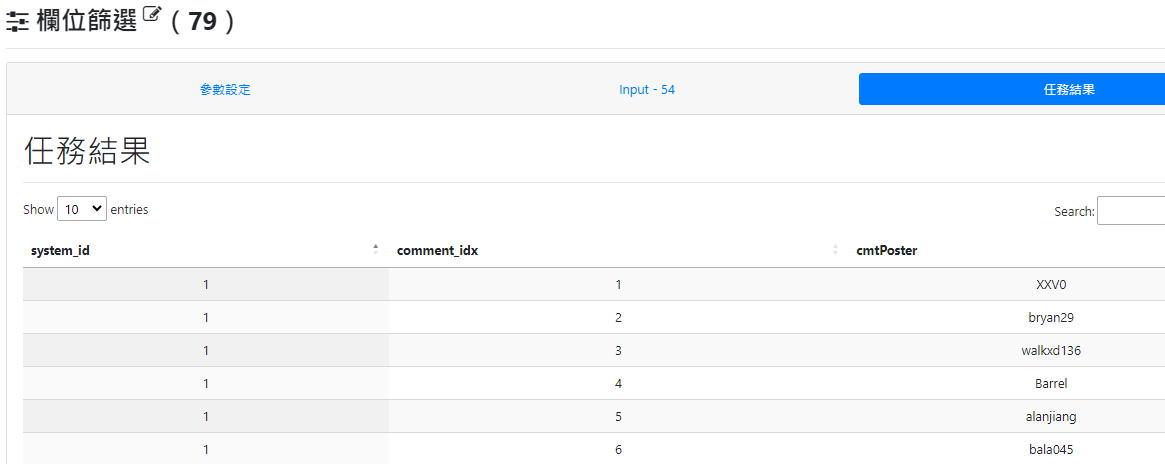 欄位篩選 ( 79 )
參數設定 Input - 54 任務結果
任務結果
Show 10 entries Search:
system_id comment_idx cmtPoster
1 1 XXV0
1 2 bryan29
1 3 walkxd136
1 4 Barrel
1 5 alanjiang
1 6 bala045